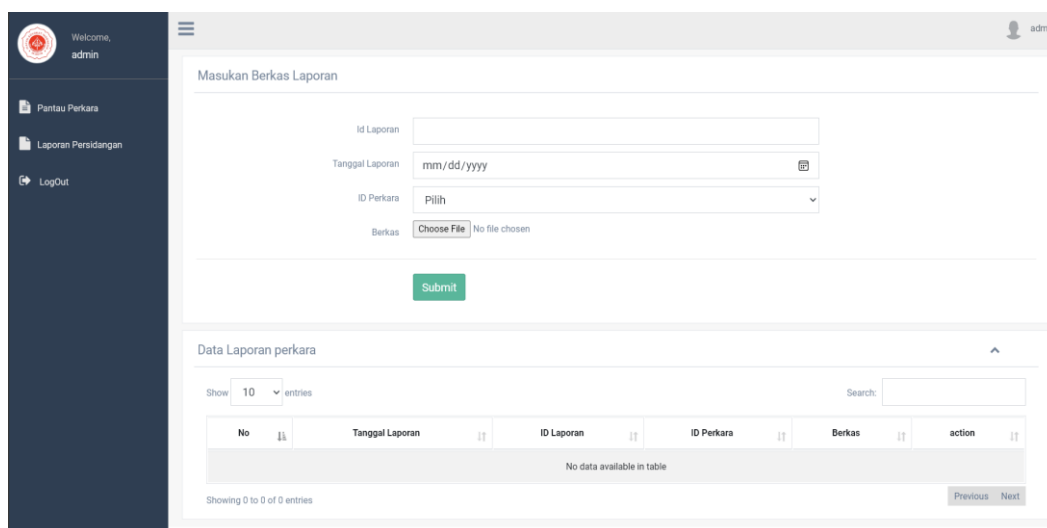 Welcome,
admin
adm
Pantau Perkara
Laporan Persidangan
LogOut
Masukan Berkas Laporan
Id Laporan
Tanggal Laporan mm/dd/yyyy
ID Perkara Pilih
Berkas Choose File No file chosen
Submit
Data Laporan perkara
Show 10 entries Search:
No Tanggal Laporan ID Laporan ID Perkara Berkas action
No data available in table
Showing 0 to 0 of 0 entries Previous Next